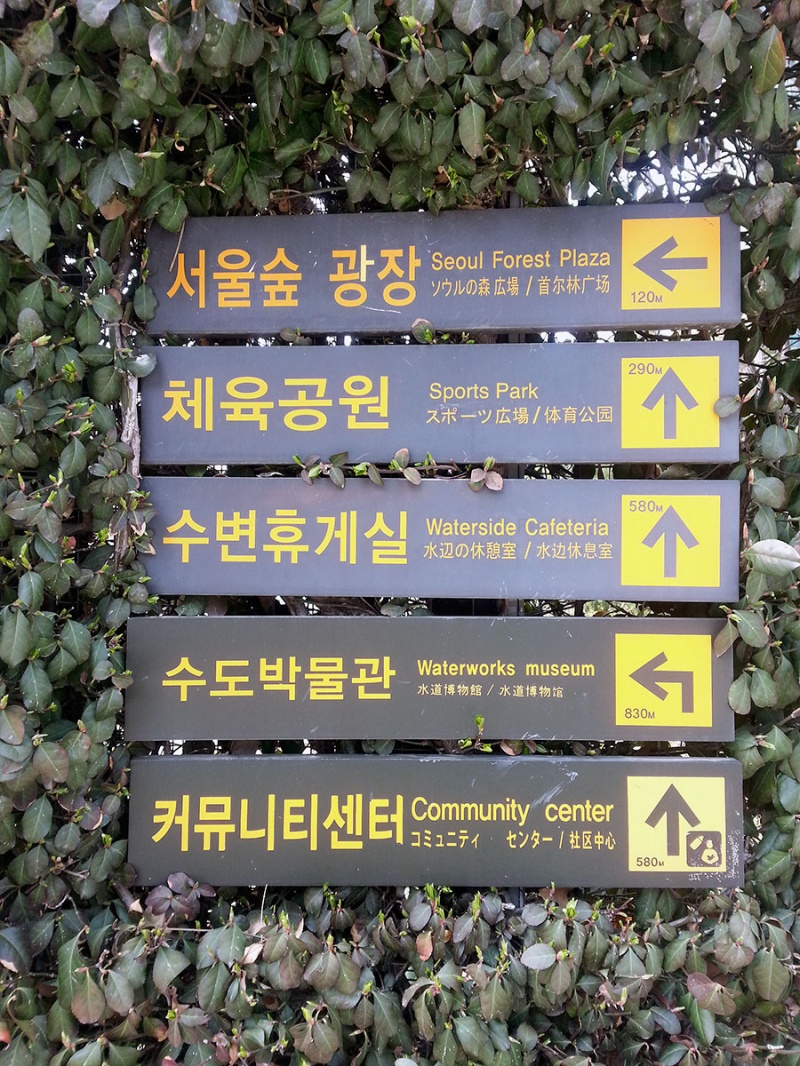 서울숲 광장
Seoul Forest Plaza
ソウルの森 広場 / 首尔林广场
120M
체육공원
Sports Park
スポーツ広場 / 体育公园
290M
수변휴게실
Waterside Cafeteria
水辺の休憩室 / 水边休息室
580M
수도박물관
Waterworks museum
水道博物館 / 水道博物馆
830M
커뮤니티센터
Community center
コミュニティ センター / 社区中心
580M